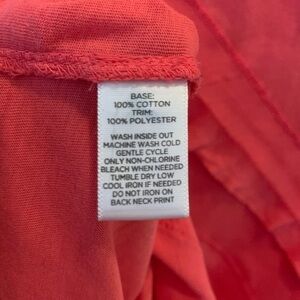 BASE:
100% COTTON
TRIM:
100% POLYESTER
WASH INSIDE OUT
MACHINE WASH COLD
GENTLE CYCLE
ONLY NON-CHLORINE
BLEACH WHEN NEEDED
TUMBLE DRY LOW
COOL IRON IF NEEDED
DO NOT IRON ON
BACK NECK PRINT